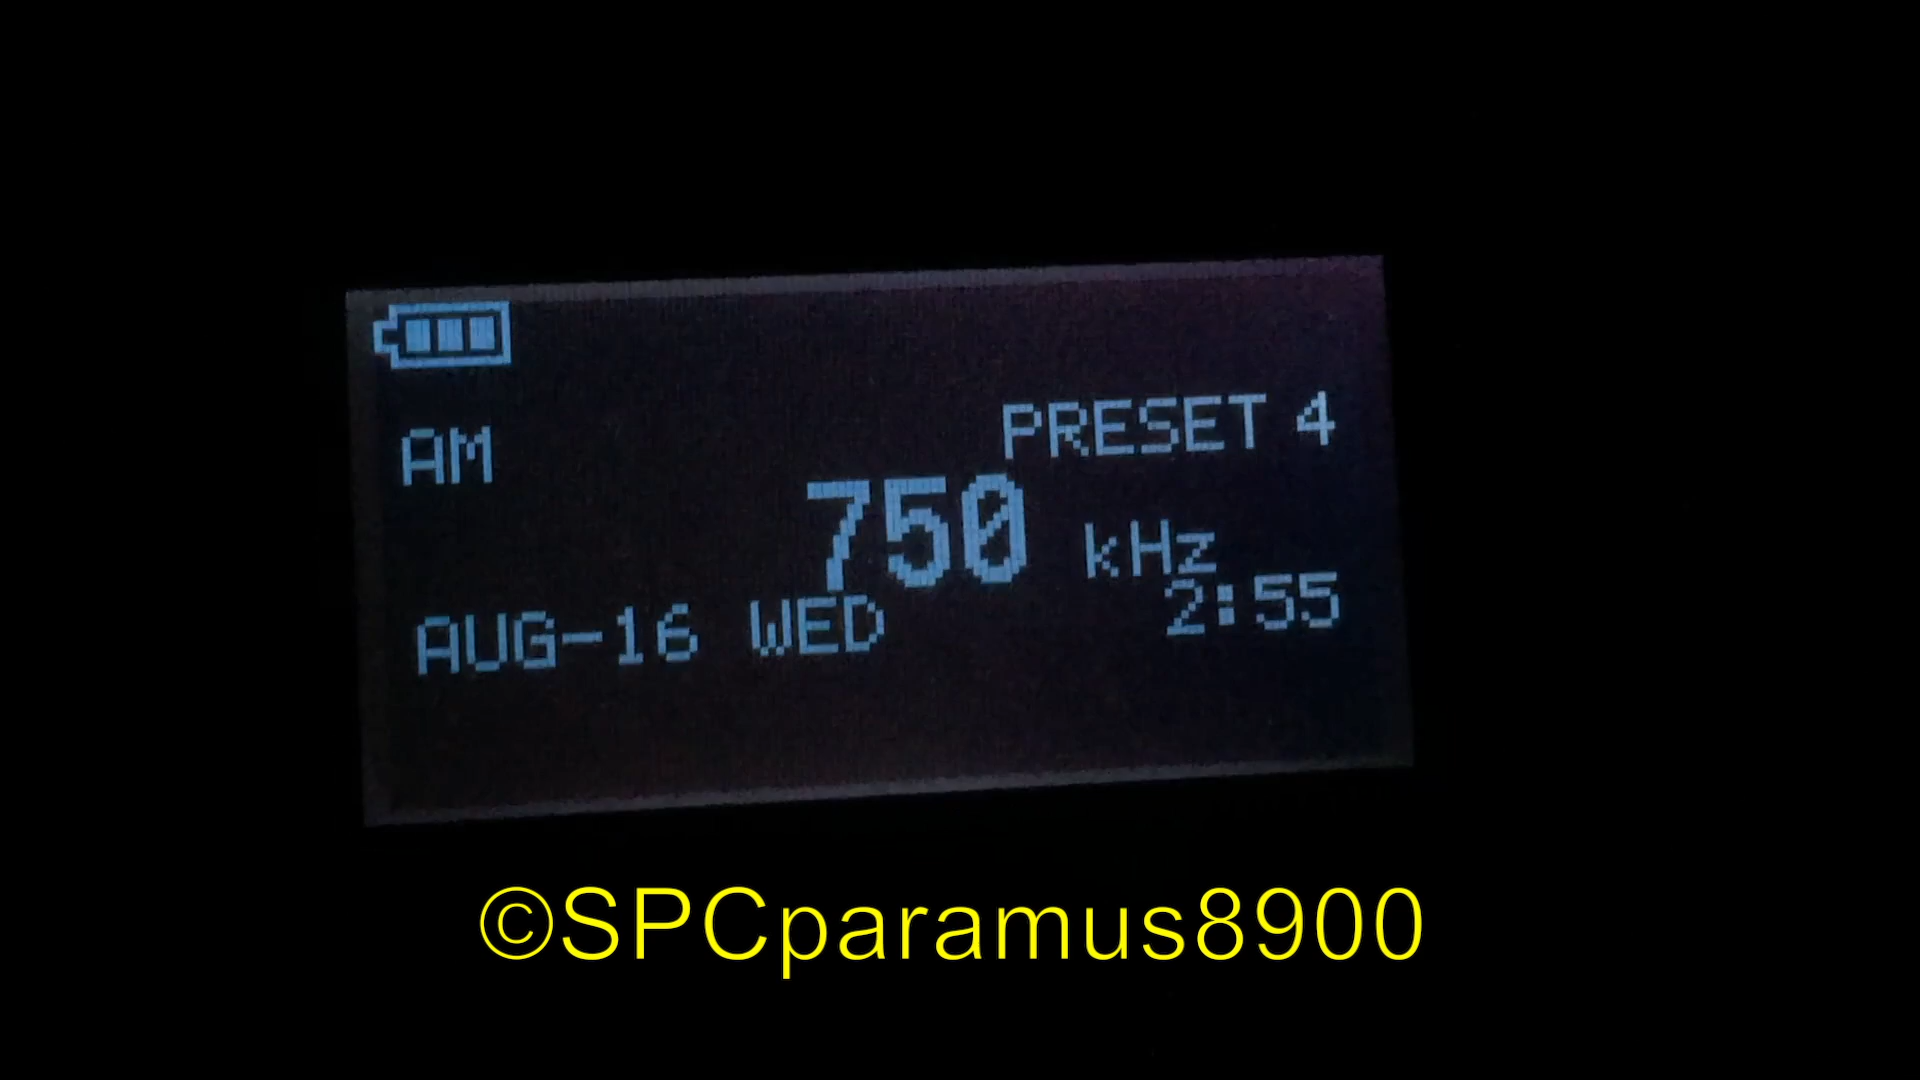 AM
PRESET 4
750 kHz
AUG-16 WED 2:55
©SPCparamus8900